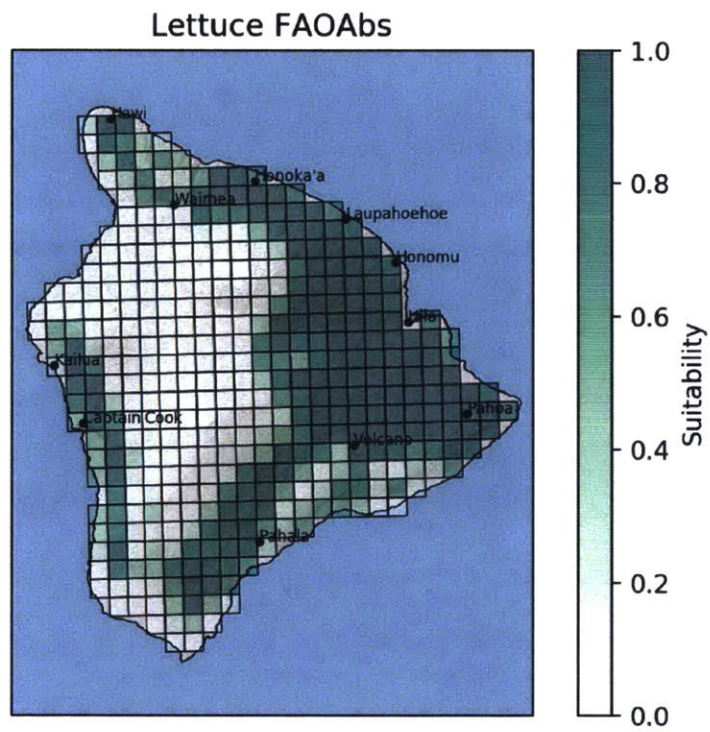 Lettuce FAOAbs
Hawi
Honoka'a
Waimea
Laupahoehoe
Honomu
Hilo
Kailua
Captain Cook
Pahoa
Volcano
Pahala
1.0
0.8
0.6
0.4
0.2
0.0
Suitability